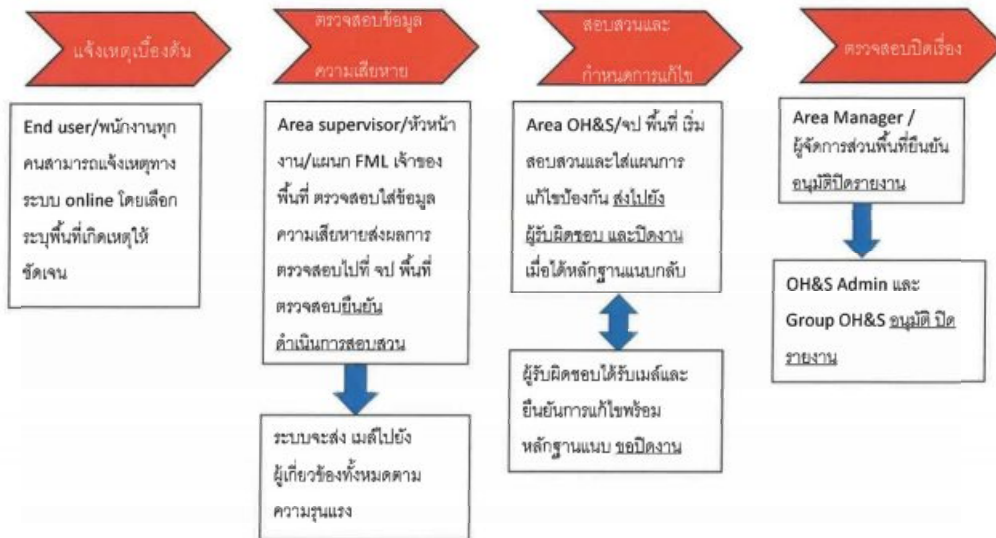 แจ้งเหตุเบื้องต้น
ตรวจสอบข้อมูล
ความเสียหาย
สอบสวนและ
กำหนดการแก้ไข
ตรวจสอบปิดเรื่อง
End user/พนักงานทุก
คนสามารถแจ้งเหตุทาง
ระบบ online โดยเลือก
ระบุพื้นที่เกิดเหตุให้
ชัดเจน
Area supervisor/หัวหน้า
งาน/แผนก FML เจ้าของ
พื้นที่ ตรวจสอบใส่ข้อมูล
ความเสียหายส่งผลการ
ตรวจสอบไปที่ จป พื้นที่
ตรวจสอบยืนยัน
ดำเนินการสอบสวน
ระบบจะส่ง เมล์ไปยัง
ผู้เกี่ยวข้องทั้งหมดตาม
ความรุนแรง
Area OH&S/จป พื้นที่ เริ่ม
สอบสวนและใส่แผนการ
แก้ไขป้องกัน ส่งไปยัง
ผู้รับผิดชอบ และปิดงาน
เมื่อได้หลักฐานแนบกลับ
ผู้รับผิดชอบได้รับเมล์และ
ยืนยันการแก้ไขพร้อม
หลักฐานแนบ ขอปิดงาน
Area Manager /
ผู้จัดการส่วนพื้นที่ยืนยัน
อนุมัติปิดรายงาน
OH&S Admin และ
Group OH&S อนุมัติ ปิด
รายงาน